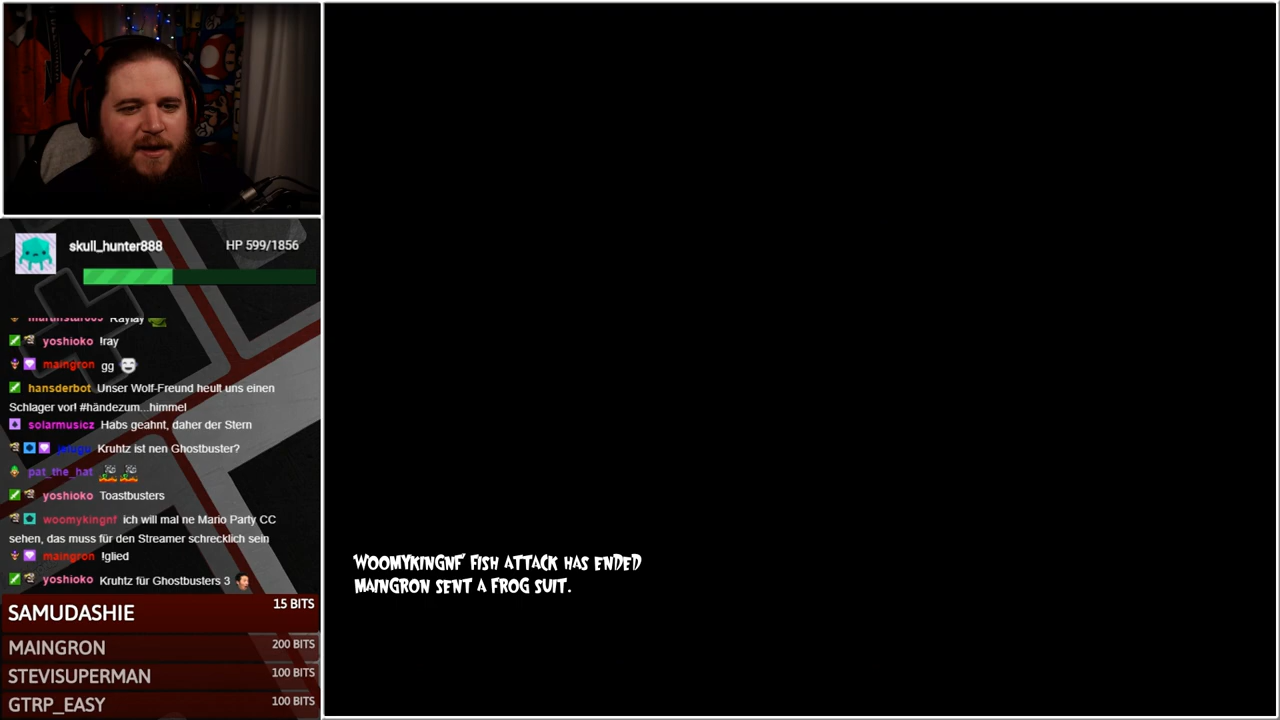 skull_hunter888
HP 599/1856
Raylay
yoshioko !ray
maingron gg
hansderbot Unser Wolf-Freund heult uns einen
Schlager vor! #händezum...himmel
solarmusicz Habs geahnt, daher der Stern
Kruhtz ist nen Ghostbuster?
pat_the_hat
yoshioko Toastbusters
woomykingnf ich will mal ne Mario Party CC
sehen, das muss für den Streamer schrecklich sein
maingron !glied
yoshioko Kruhtz für Ghostbusters 3
SAMUDASHIE 15 BITS
MAINGRON 200 BITS
STEVISUPERMAN 100 BITS
GTRP_EASY 100 BITS
WOOMYKINGNF' FISH ATTACK HAS ENDED
MAINGRON SENT A FROG SUIT.